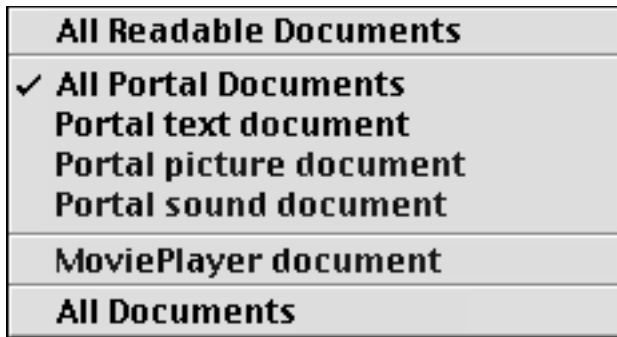 All Readable Documents
✓ All Portal Documents
Portal text document
Portal picture document
Portal sound document
MoviePlayer document
All Documents